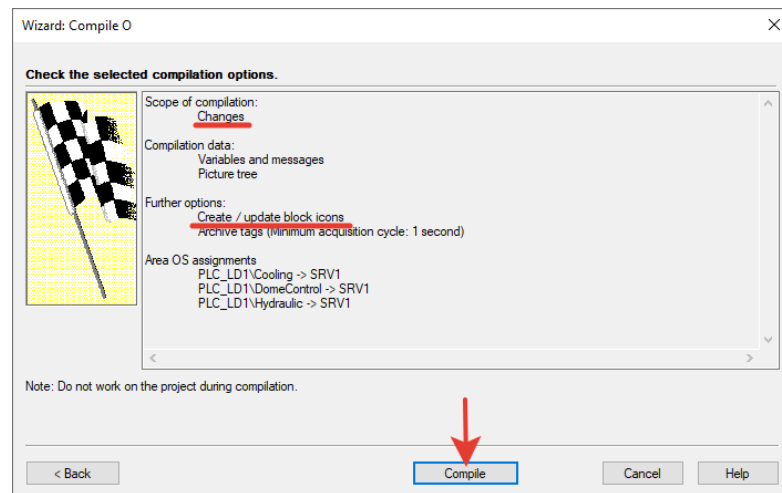 Wizard: Compile O
Check the selected compilation options.
Scope of compilation:
Changes
Compilation data:
Variables and messages
Picture tree
Further options:
Create / update block icons
Archive tags (Minimum acquisition cycle: 1 second)
Area OS assignments
PLC_LD1\Cooling -> SRV1
PLC_LD1\DomeControl -> SRV1
PLC_LD1\Hydraulic -> SRV1
Note: Do not work on the project during compilation.
< Back
Compile
Cancel
Help